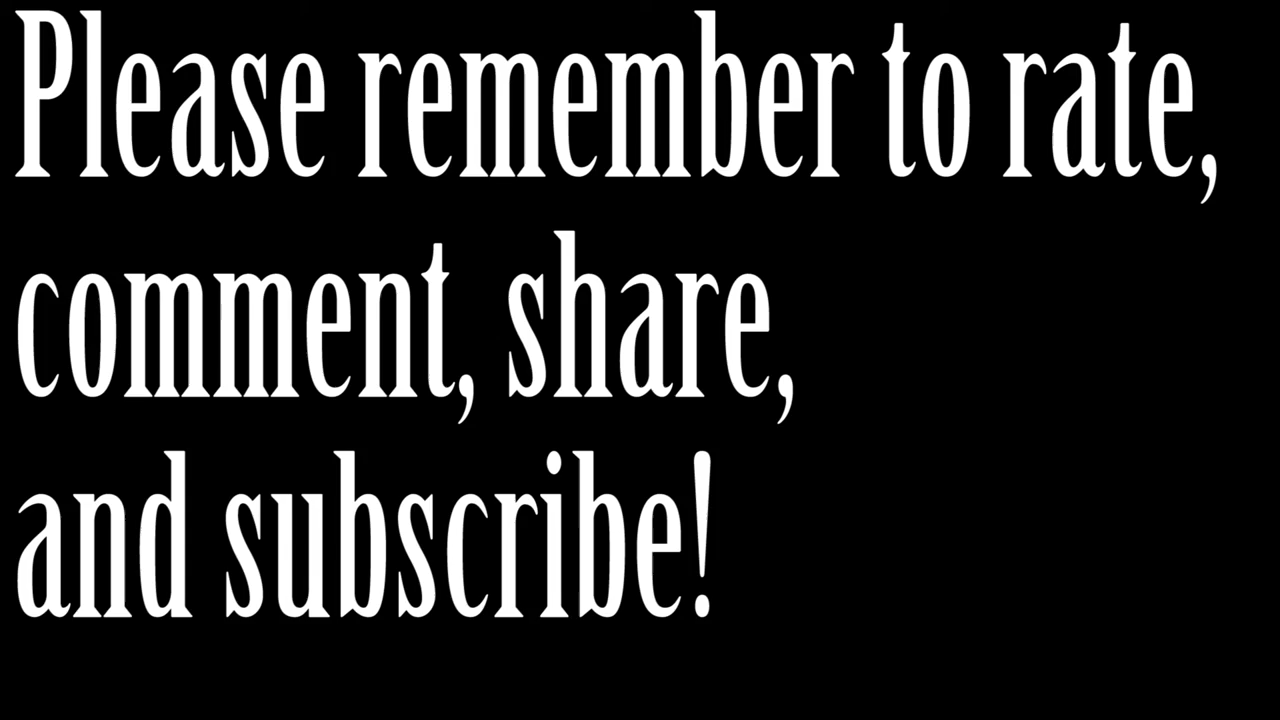 Please remember to rate,
comment, share,
and subscribe!